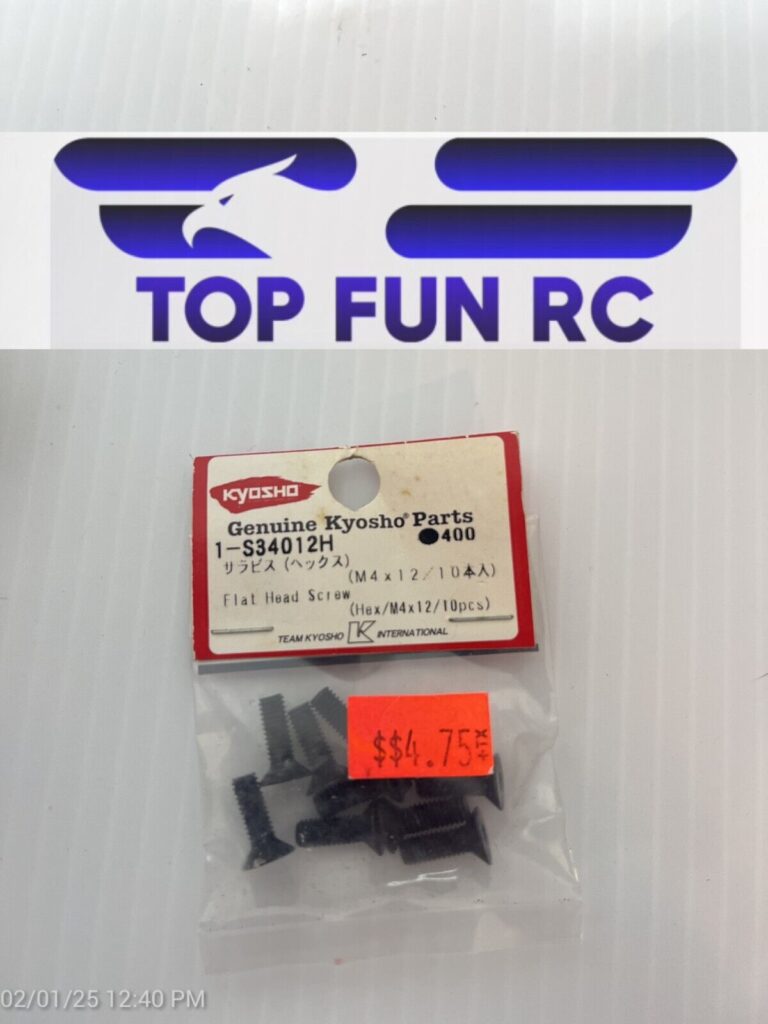 TOP FUN RC
KYOSHO
Genuine Kyosho® Parts
1-S34012H
●400
サラビス (ヘックス)
(M4x12/10本入)
Flat Head Screw
(Hex/M4x12/10pcs)
TEAM KYOSHO K INTERNATIONAL
$$4.75
+TX
02/01/25 12:40 PM